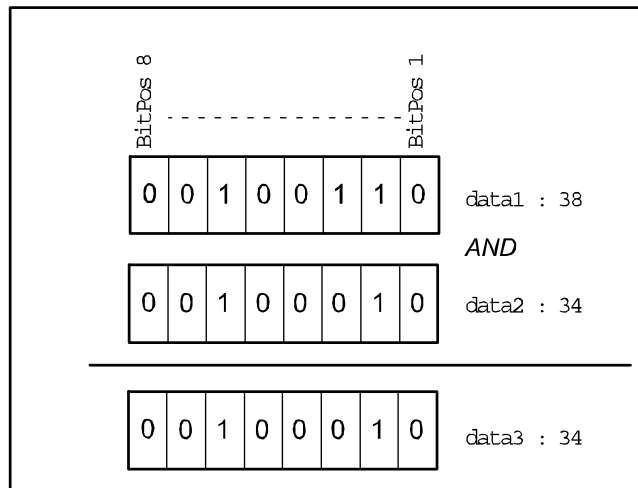 BitPos 8 BitPos 1
0 0 1 0 0 1 1 0 data1 : 38
AND
0 0 1 0 0 0 1 0 data2 : 34
0 0 1 0 0 0 1 0 data3 : 34